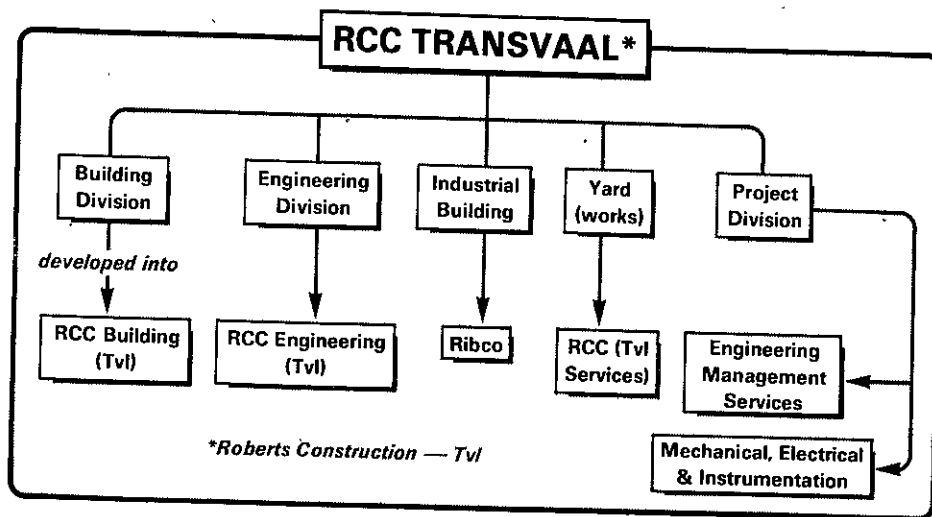 RCC TRANSVAAL*
Building
Division
Engineering
Division
Industrial
Building
Yard
(works)
Project
Division
developed into
RCC Building
(Tvl)
RCC Engineering
(Tvl)
Ribco
RCC (Tvl
Services)
Engineering
Management
Services
Mechanical, Electrical
& Instrumentation
*Roberts Construction — Tvl